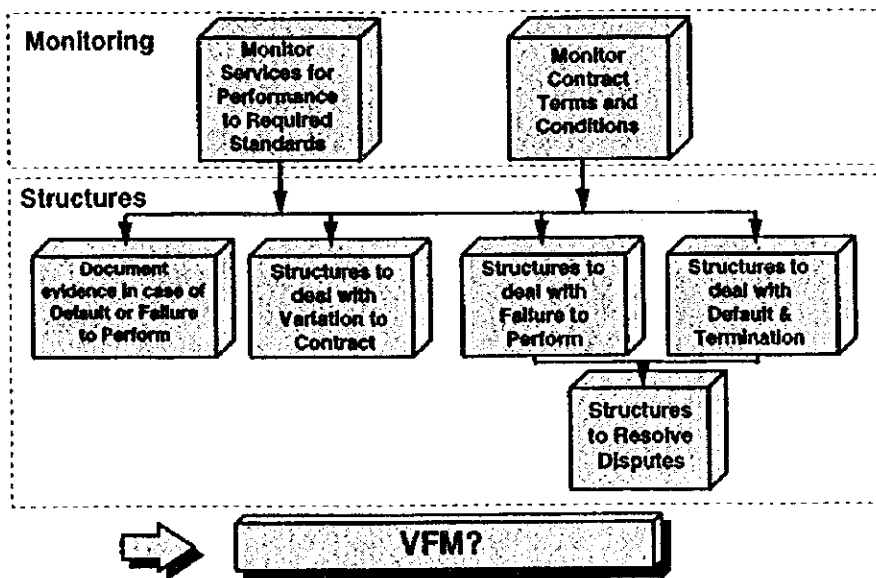 Monitoring
Monitor
Services for
Performance
to Required
Standards
Monitor
Contract
Terms and
Conditions
Structures
Document
evidence in case of
Default or Failure
to Perform
Structures to
deal with
Variation to
Contract
Structures to
deal with
Failure to
Perform
Structures to
deal with
Default &
Termination
Structures
to Resolve
Disputes
VFM?